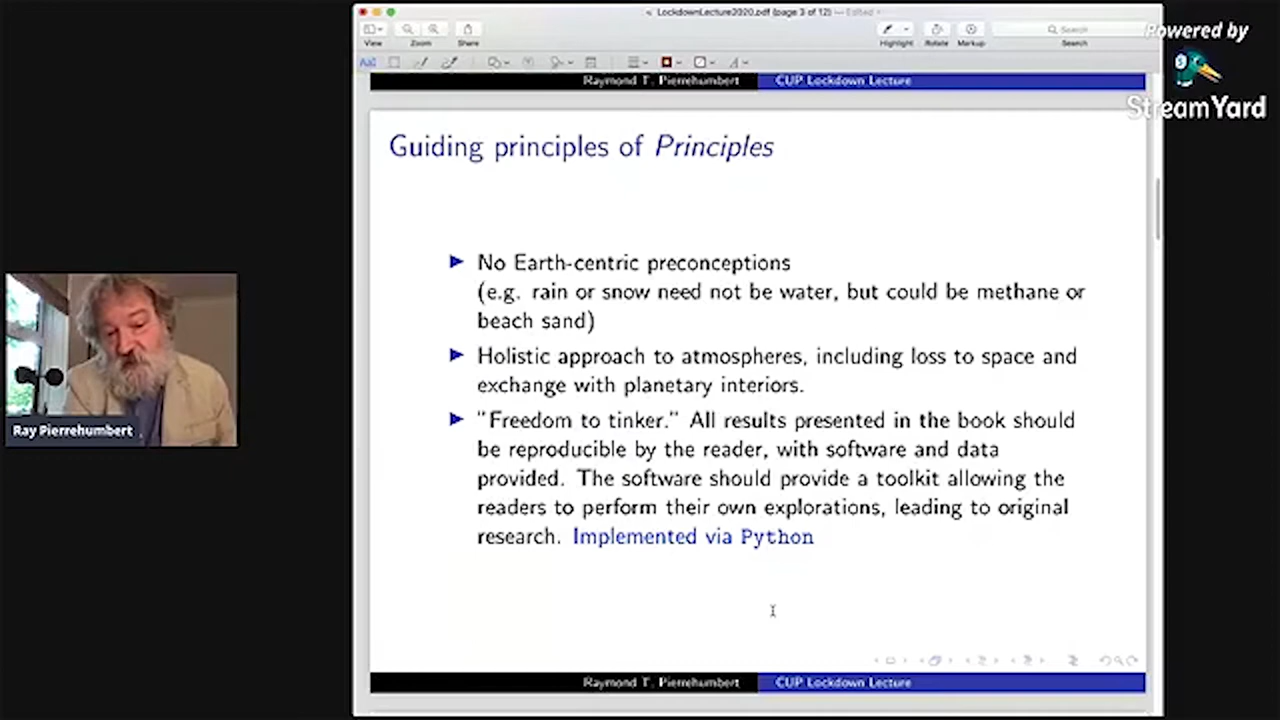 LockdownLecture2020.pdf (page 3 of 12) — Edited
View
Zoom
Share
Highlight
Rotate
Markup
Search
Search
Powered by
StreamYard
Raymond T. Pierrehumbert
CUP Lockdown Lecture
Guiding principles of Principles
No Earth-centric preconceptions
(e.g. rain or snow need not be water, but could be methane or
beach sand)
Holistic approach to atmospheres, including loss to space and
exchange with planetary interiors.
"Freedom to tinker." All results presented in the book should
be reproducible by the reader, with software and data
provided. The software should provide a toolkit allowing the
readers to perform their own explorations, leading to original
research. Implemented via Python
Ray Pierrehumbert
Raymond T. Pierrehumbert
CUP Lockdown Lecture